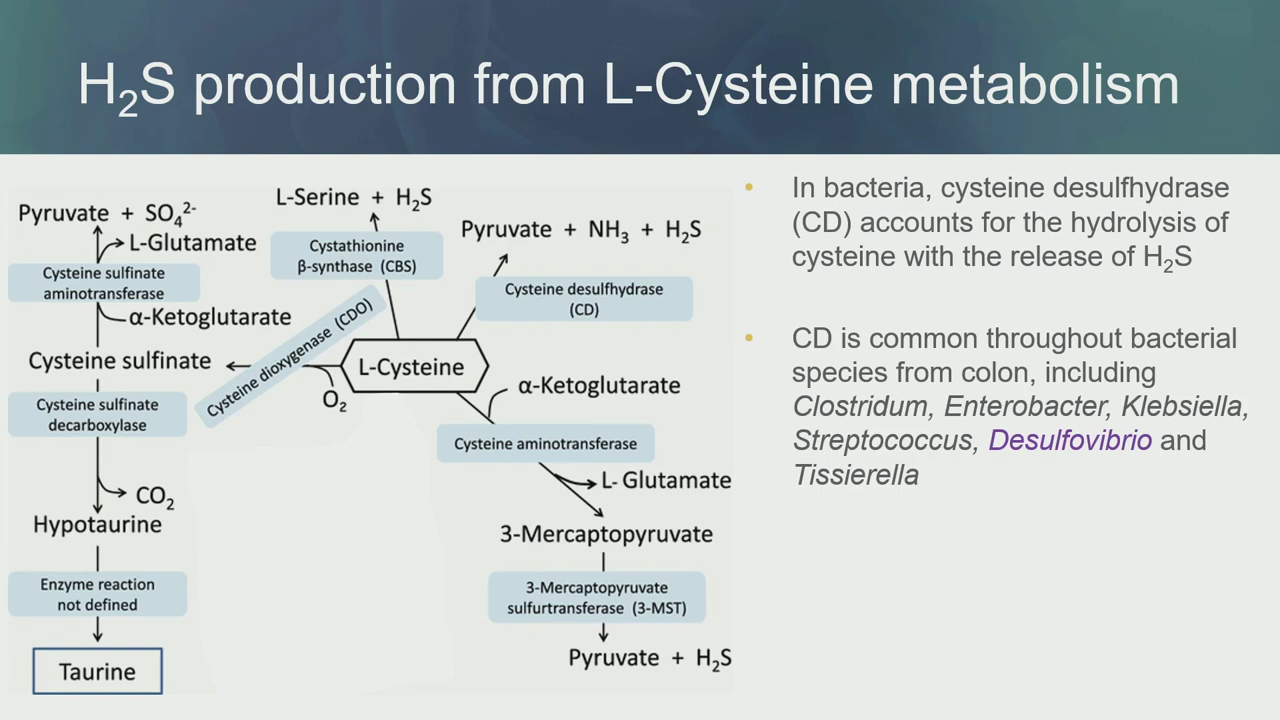 H₂S production from L-Cysteine metabolism
Pyruvate + SO₄²⁻
L-Glutamate
Cysteine sulfinate
aminotransferase
α-Ketoglutarate
Cysteine sulfinate
Cysteine sulfinate
decarboxylase
CO₂
Hypotaurine
Enzyme reaction
not defined
Taurine
L-Serine + H₂S
Cystathionine
β-synthase (CBS)
Cysteine dioxygenase (CDO)
O₂
L-Cysteine
Pyruvate + NH₃ + H₂S
Cysteine desulfhydrase
(CD)
α-Ketoglutarate
Cysteine aminotransferase
L- Glutamate
3-Mercaptopyruvate
3-Mercaptopyruvate
sulfurtransferase (3-MST)
Pyruvate + H₂S
• In bacteria, cysteine desulfhydrase
(CD) accounts for the hydrolysis of
cysteine with the release of H₂S
• CD is common throughout bacterial
species from colon, including
Clostridum, Enterobacter, Klebsiella,
Streptococcus, Desulfovibrio and
Tissierella